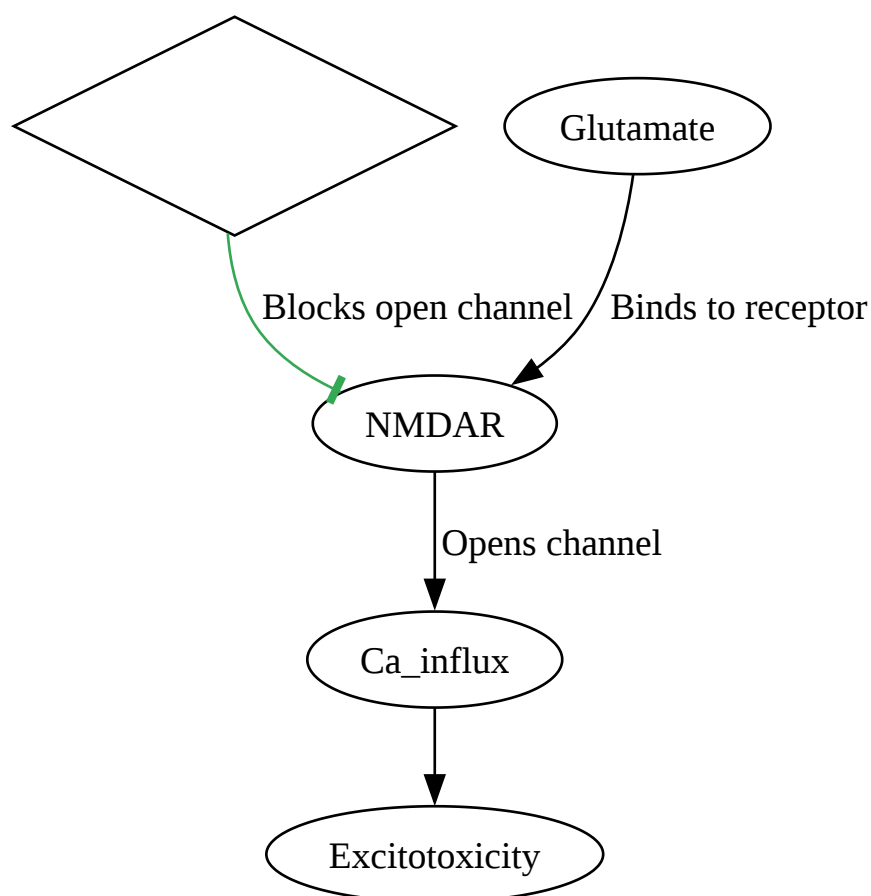 Glutamate
Blocks open channel
Binds to receptor
NMDAR
Opens channel
Ca_influx
Excitotoxicity